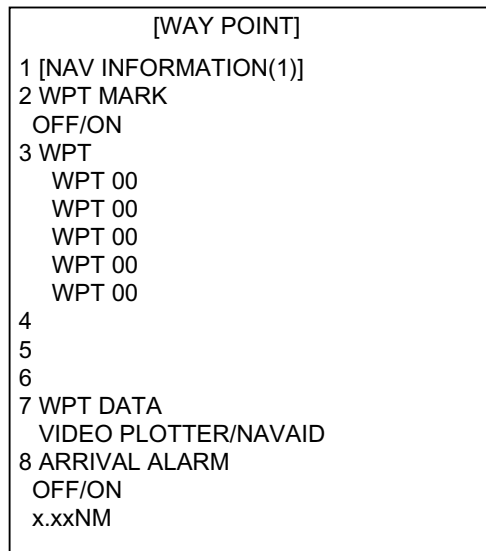 [WAY POINT]
1 [NAV INFORMATION(1)]
2 WPT MARK
OFF/ON
3 WPT
WPT 00
WPT 00
WPT 00
WPT 00
WPT 00
4
5
6
7 WPT DATA
VIDEO PLOTTER/NAVAID
8 ARRIVAL ALARM
OFF/ON
x.xxNM